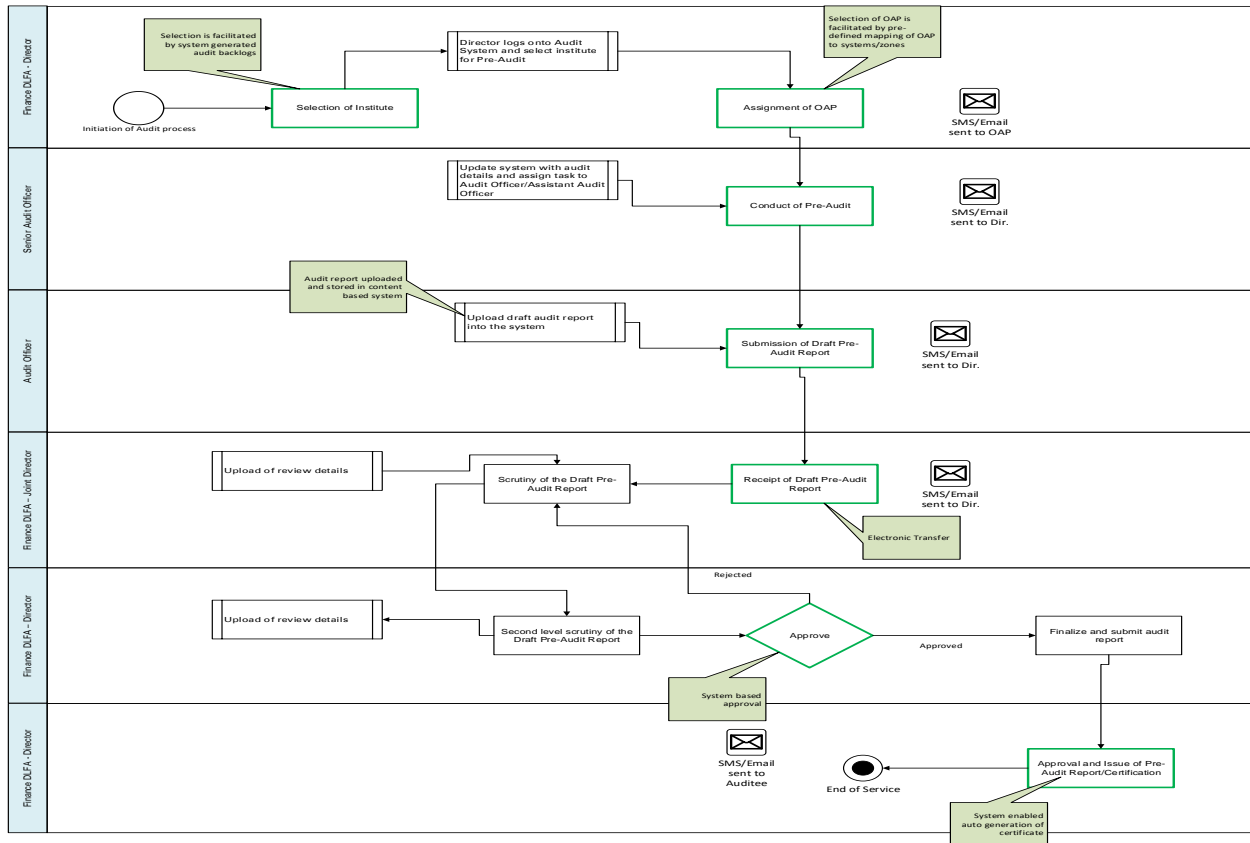 Finance DLFA - Director
Selection is facilitated
by system generated
audit backlogs
Director logs onto Audit
System and select institute
for Pre-Audit
Selection of OAP is
facilitated by pre-
defined mapping of OAP
to systems/zones
Initiation of Audit process
Selection of Institute
Assignment of OAP
SMS/Email
sent to OAP
Senior Audit Officer
Update system with audit
details and assign task to
Audit Officer/Assistant Audit
Officer
Conduct of Pre-Audit
SMS/Email
sent to Dir.
Audit Officer
Audit report uploaded
and stored in content
based system
Upload draft audit report
into the system
Submission of Draft Pre-
Audit Report
SMS/Email
sent to Dir.
Finance DLFA – Joint Director
Upload of review details
Scrutiny of the Draft Pre-
Audit Report
Receipt of Draft Pre-Audit
Report
SMS/Email
sent to Dir.
Electronic Transfer
Finance DLFA – Director
Rejected
Upload of review details
Second level scrutiny of the
Draft Pre-Audit Report
Approve
Approved
Finalize and submit audit
report
System based
approval
Finance DLFA - Director
SMS/Email
sent to
Auditee
End of Service
Approval and Issue of Pre-
Audit Report/Certification
System enabled
auto generation of
certificate